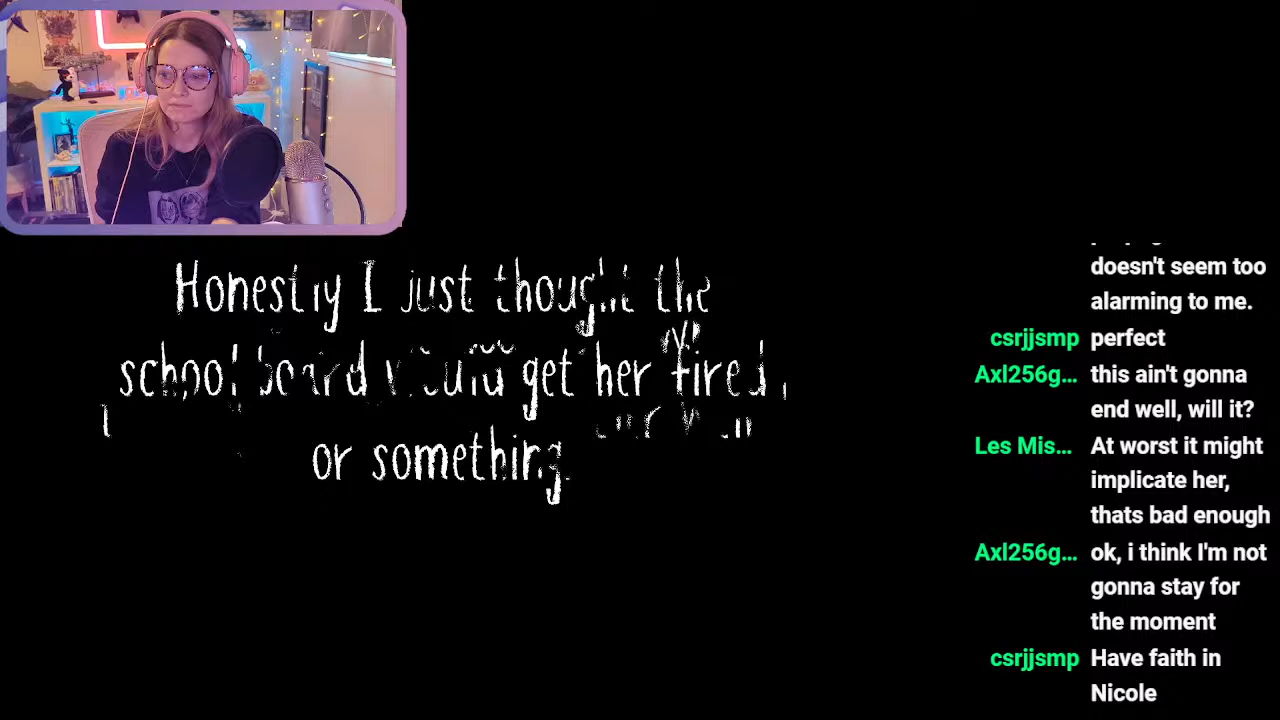 Honestly I just thought the
school board would get her fired
or something.
doesn't seem too
alarming to me.
csrjjsmp perfect
Axl256g... this ain't gonna
end well, will it?
Les Mis... At worst it might
implicate her,
thats bad enough
Axl256g... ok, i think I'm not
gonna stay for
the moment
csrjjsmp Have faith in
Nicole